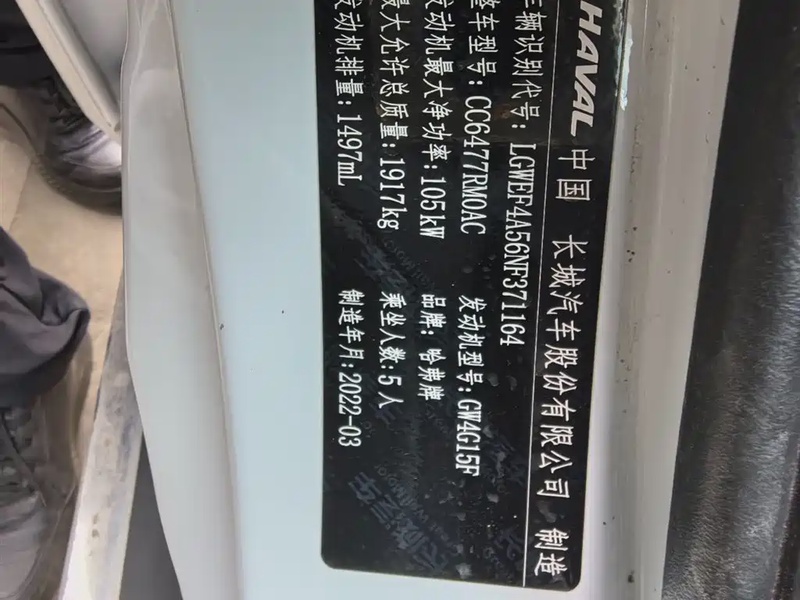 HAVAL 中国 长城汽车股份有限公司 制造
车辆识别代号: LGWEF4A56NF371164
整车型号: CC6477RM0AC 发动机型号: GW4G15F
发动机最大净功率: 105kW 品牌: 哈弗牌
最大允许总质量: 1917kg 乘坐人数: 5 人
发动机排量: 1497mL 制造年月: 2022-03